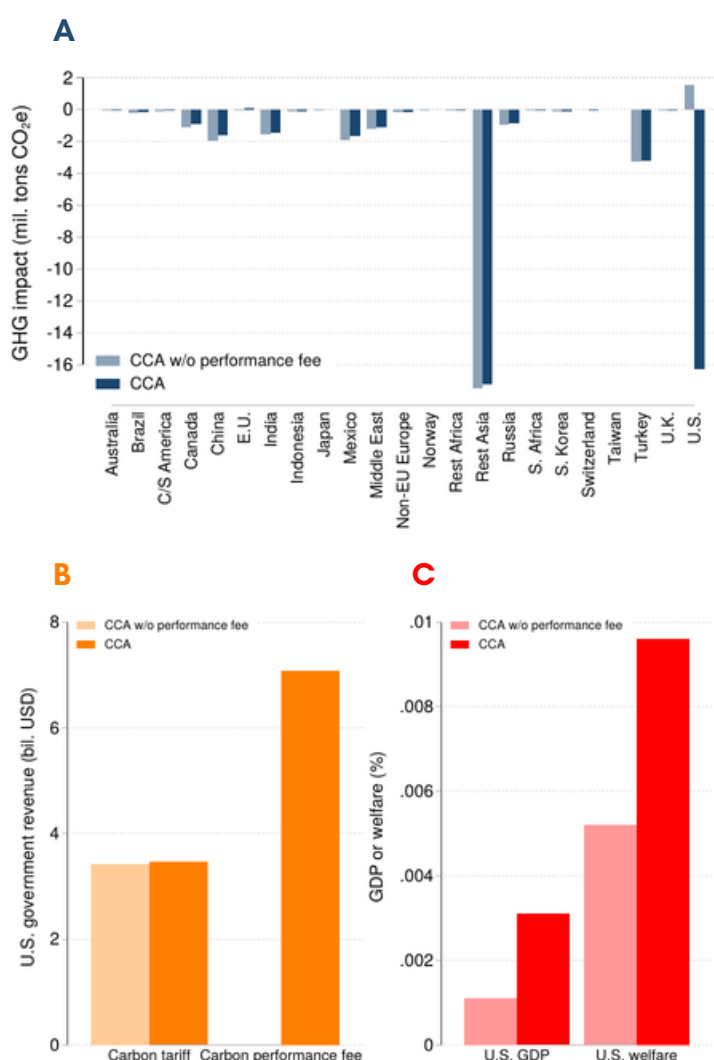 A
GHG impact (mil. tons CO₂e)
2
0
-2
-4
-6
-8
-10
-12
-14
-16
CCA w/o performance fee
CCA
Australia
Brazil
C/S America
Canada
China
E.U.
India
Indonesia
Japan
Mexico
Middle East
Non-EU Europe
Norway
Rest Africa
Rest Asia
Russia
S. Africa
S. Korea
Switzerland
Taiwan
Turkey
U.K.
U.S.
B
U.S. government revenue (bil. USD)
8
6
4
2
0
CCA w/o performance fee
CCA
Carbon tariff
Carbon performance fee
C
GDP or welfare (%)
.01
.008
.006
.004
.002
0
CCA w/o performance fee
CCA
U.S. GDP
U.S. welfare